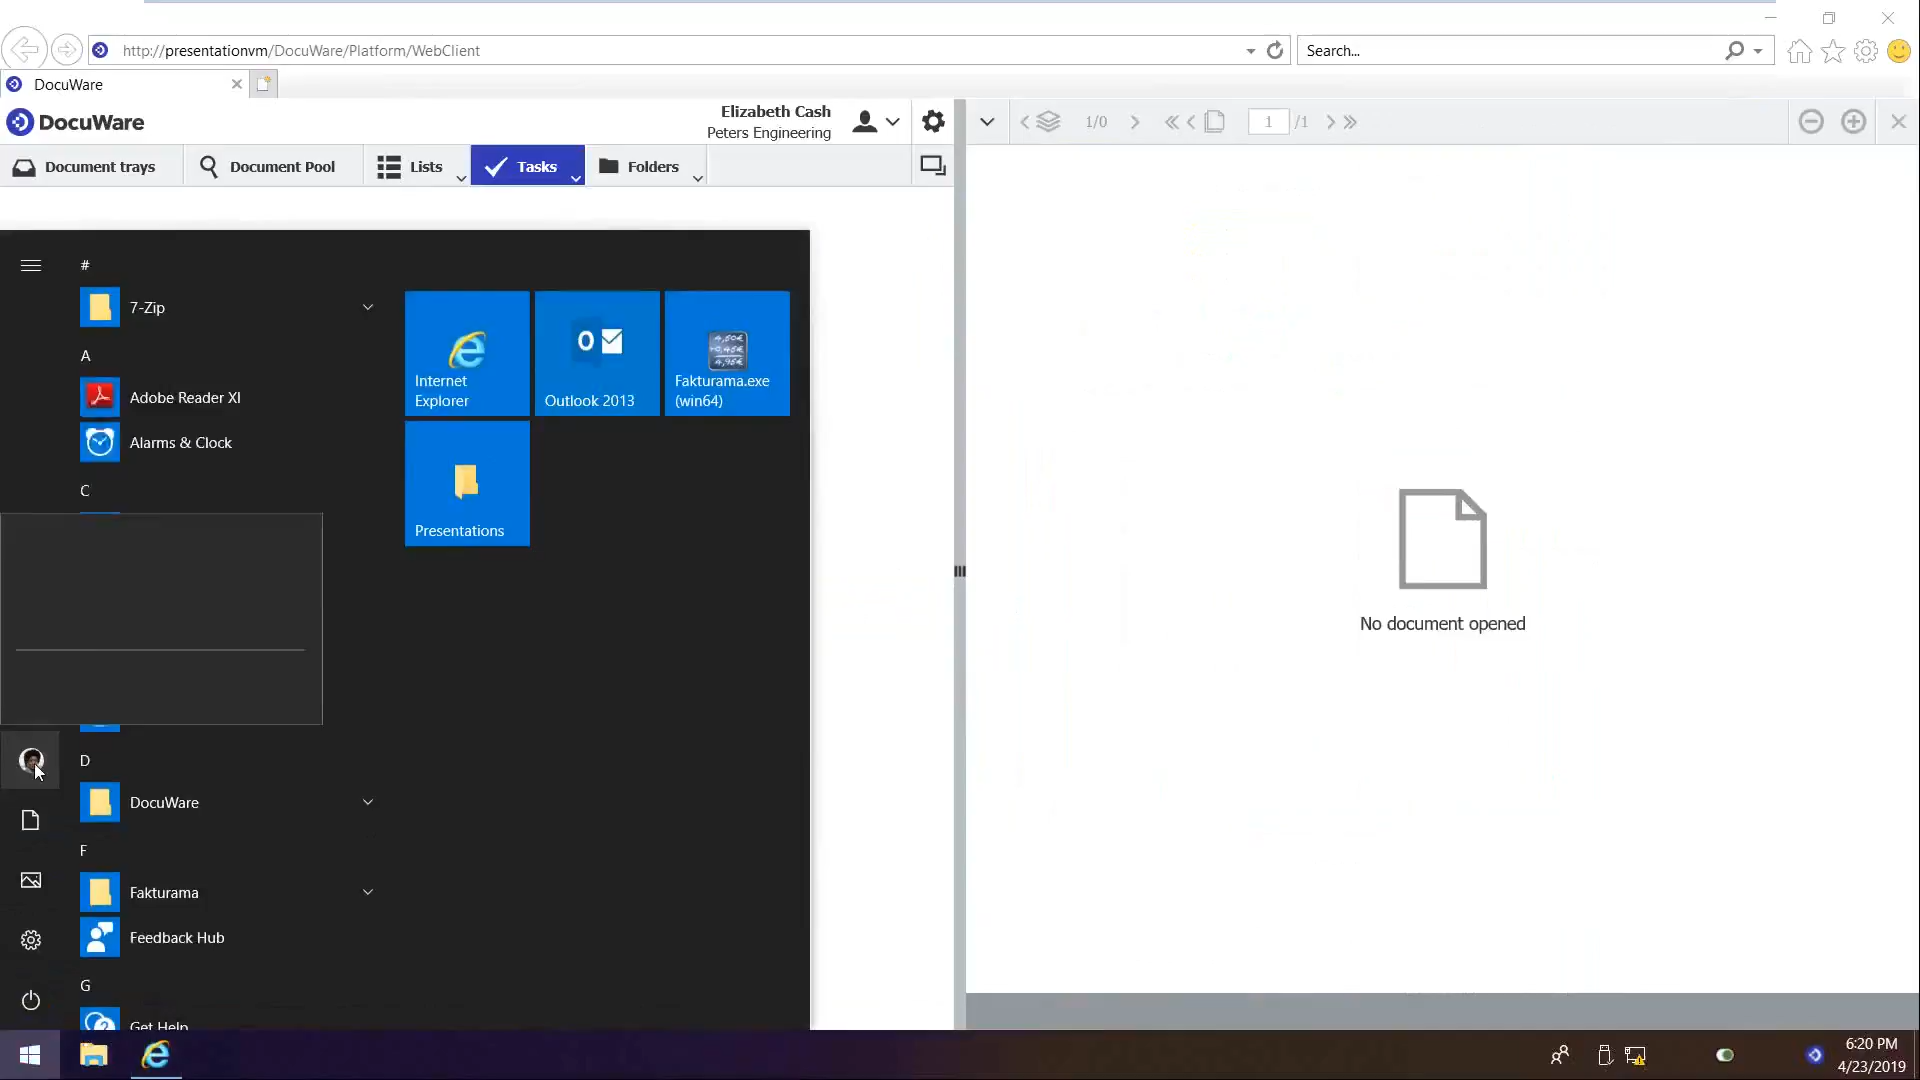 http://presentationvm/DocuWare/Platform/WebClient
Search...
DocuWare
DocuWare
Elizabeth Cash
Peters Engineering
1/0
1
/1
Document trays
Document Pool
Lists
Tasks
Folders
#
7-Zip
A
Adobe Reader XI
Alarms & Clock
C
D
DocuWare
F
Fakturama
Feedback Hub
G
Get Help
Internet
Explorer
Outlook 2013
Fakturama.exe
(win64)
Presentations
No document opened
6:20 PM
4/23/2019